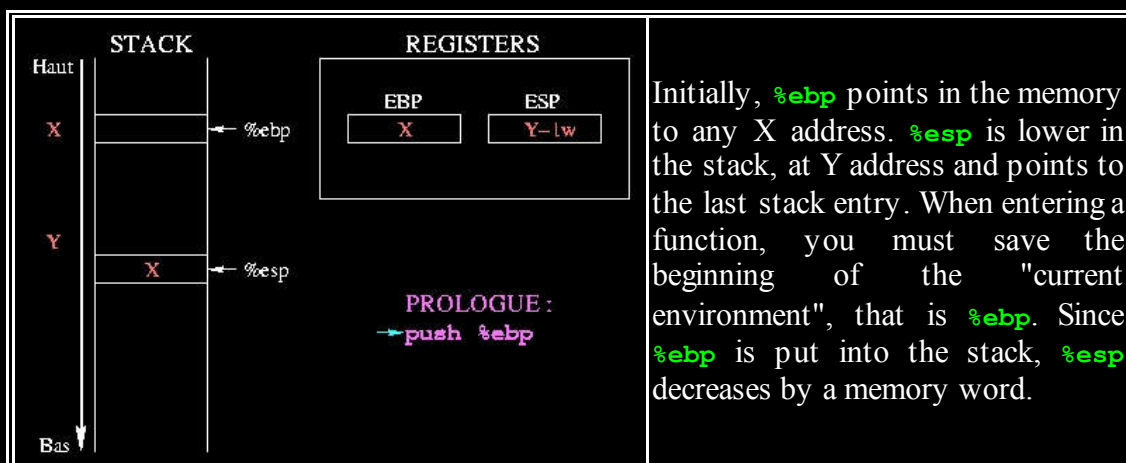 STACK
REGISTERS
Haut
EBP
ESP
X
%ebp
X
Y-1w
Y
X
%esp
PROLOGUE:
push %ebp
Bas
Initially, %ebp points in the memory
to any X address. %esp is lower in
the stack, at Y address and points to
the last stack entry. When entering a
function, you must save the
beginning of the "current
environment", that is %ebp. Since
%ebp is put into the stack, %esp
decreases by a memory word.